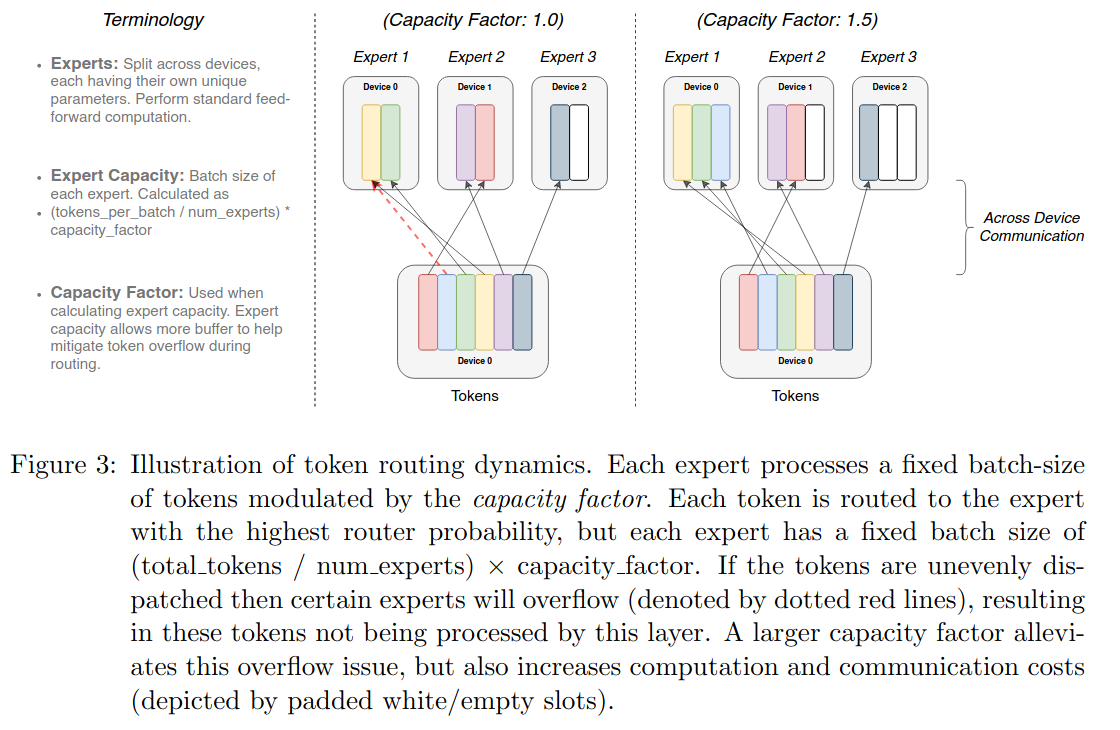 Terminology
• Experts: Split across devices,
each having their own unique
parameters. Perform standard feed-
forward computation.
• Expert Capacity: Batch size of
each expert. Calculated as
• (tokens_per_batch / num_experts) *
capacity_factor
• Capacity Factor: Used when
calculating expert capacity. Expert
capacity allows more buffer to help
mitigate token overflow during
routing.
(Capacity Factor: 1.0)
Expert 1 Expert 2 Expert 3
Device 0 Device 1 Device 2
Device 0
Tokens
(Capacity Factor: 1.5)
Expert 1 Expert 2 Expert 3
Device 0 Device 1 Device 2
Device 0
Tokens
Across Device
Communication
Figure 3: Illustration of token routing dynamics. Each expert processes a fixed batch-size
of tokens modulated by the capacity factor. Each token is routed to the expert
with the highest router probability, but each expert has a fixed batch size of
(total_tokens / num_experts) × capacity_factor. If the tokens are unevenly dis-
patched then certain experts will overflow (denoted by dotted red lines), resulting
in these tokens not being processed by this layer. A larger capacity factor allevi-
ates this overflow issue, but also increases computation and communication costs
(depicted by padded white/empty slots).